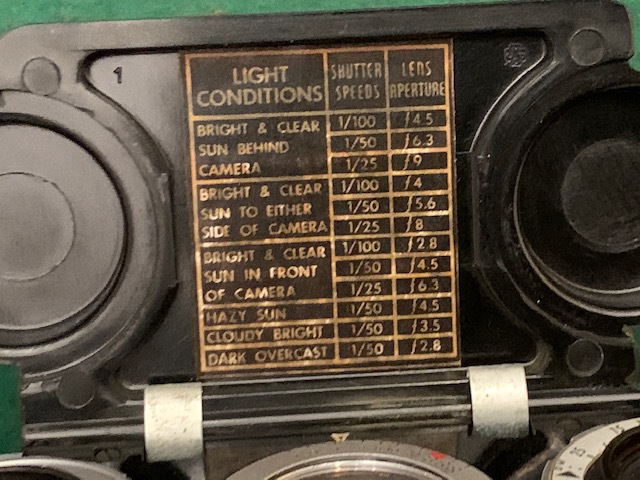 1
LIGHT CONDITIONS SHUTTER SPEEDS LENS APERTURE
BRIGHT & CLEAR 1/100 f4.5
SUN BEHIND 1/50 f6.3
CAMERA 1/25 f9
BRIGHT & CLEAR 1/100 f4
SUN TO EITHER 1/50 f5.6
SIDE OF CAMERA 1/25 f8
BRIGHT & CLEAR 1/100 f2.8
SUN IN FRONT 1/50 f4.5
OF CAMERA 1/25 f6.3
HAZY SUN 1/50 f4.5
CLOUDY BRIGHT 1/50 f3.5
DARK OVERCAST 1/50 f2.8